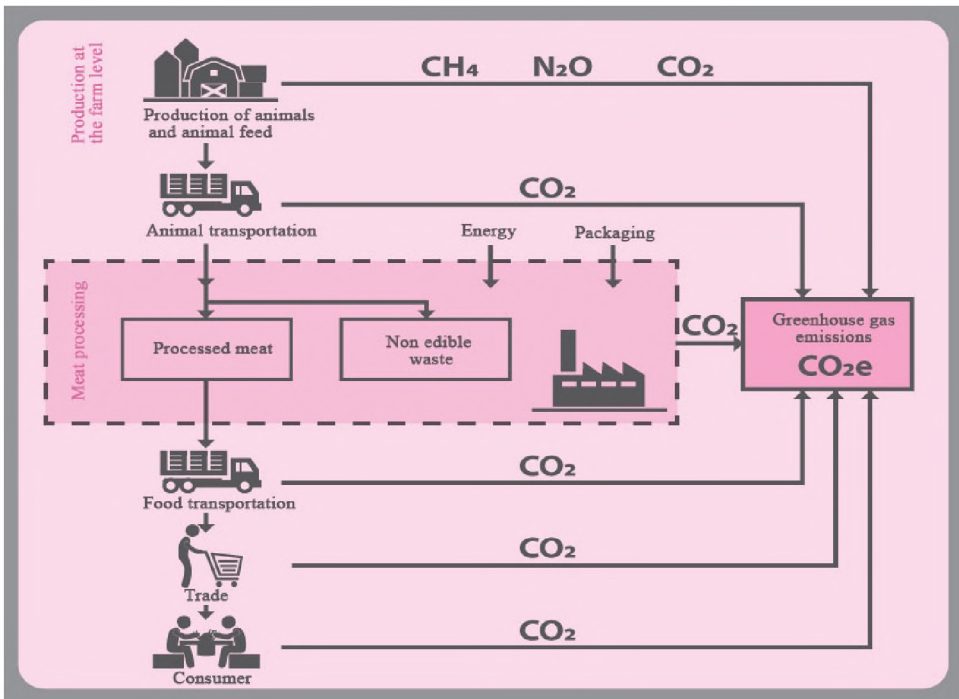 Production at
the farm level
CH₄ N₂O CO₂
Production of animals
and animal feed
CO₂
Animal transportation
Energy
Packaging
Meat processing
Processed meat
Non edible
waste
CO₂
Greenhouse gas
emissions
CO₂e
CO₂
Food transportation
CO₂
Trade
CO₂
Consumer